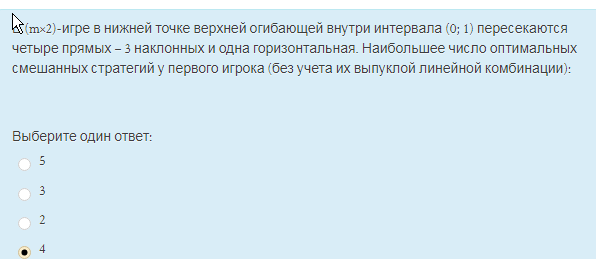 (m×2)-игре в нижней точке верхней огибающей внутри интервала (0; 1) пересекаются
четыре прямых – 3 наклонных и одна горизонтальная. Наибольшее число оптимальных
смешанных стратегий у первого игрока (без учета их выпуклой линейной комбинации):
Выберите один ответ:
5
3
2
4